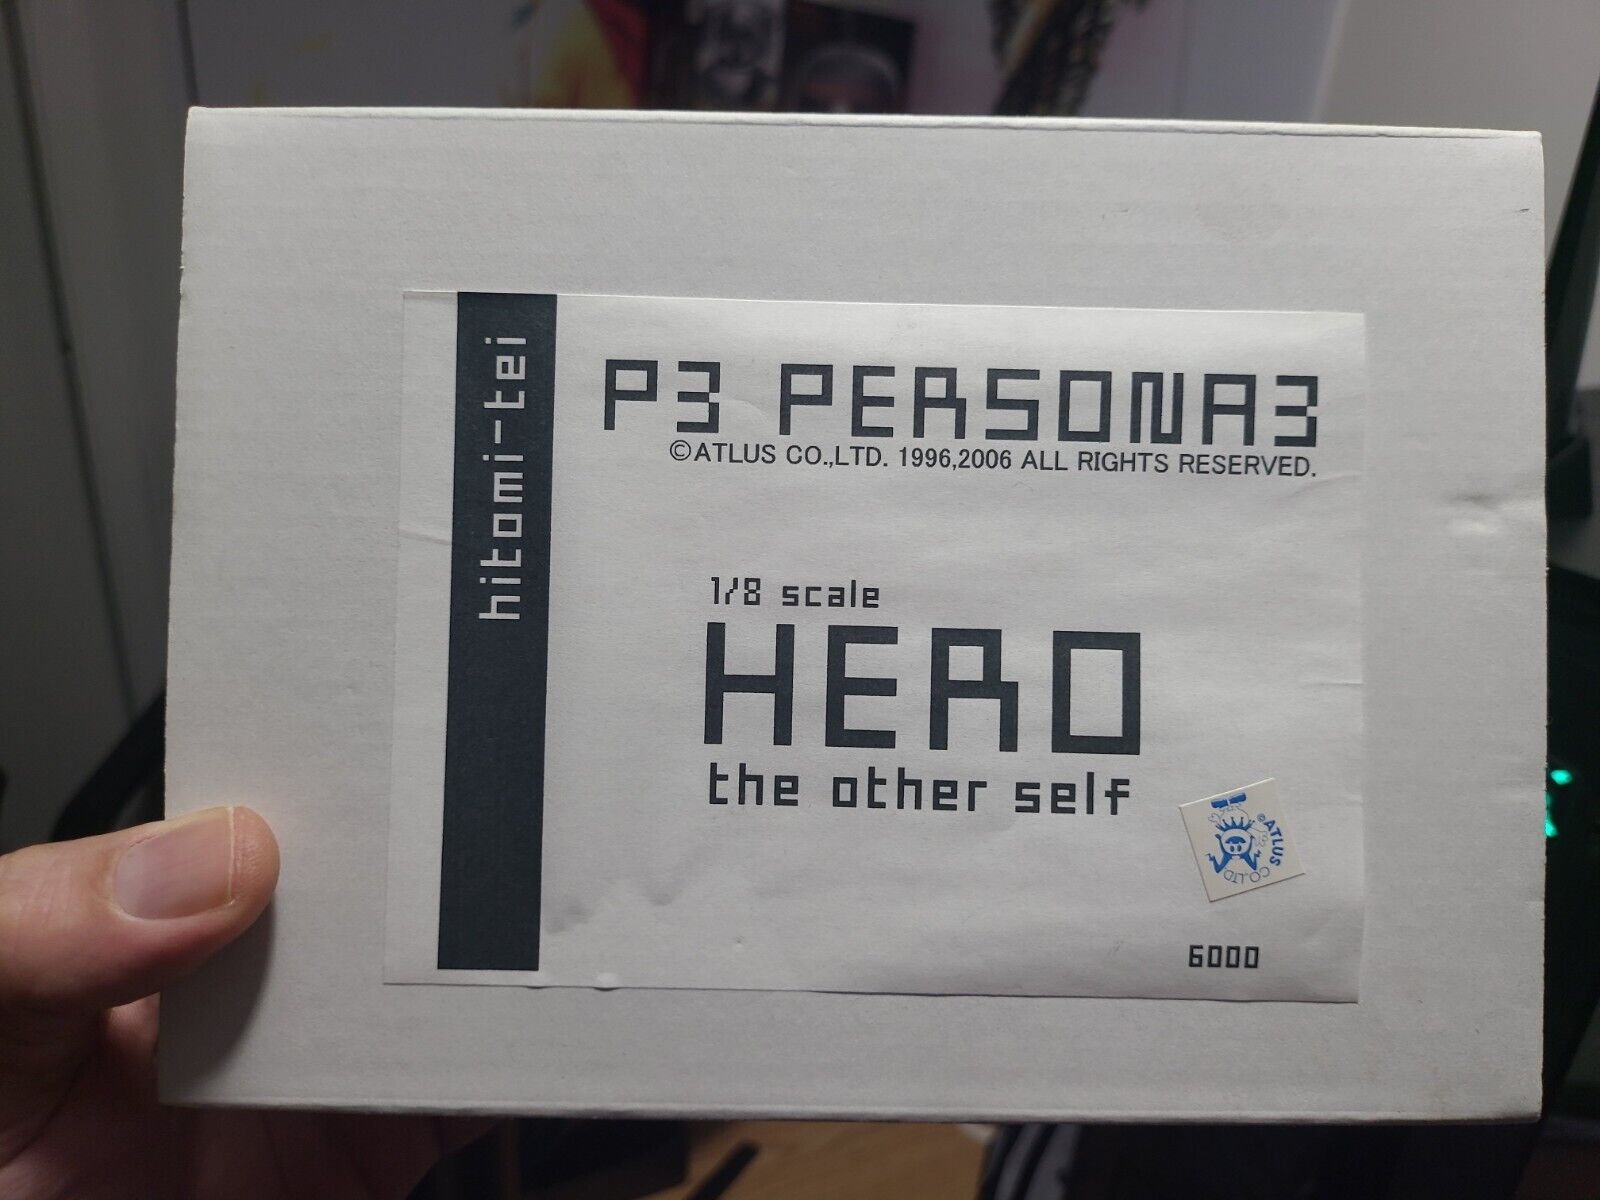 hitomi-tei
P3 PERSONA3
©ATLUS CO.,LTD. 1996,2006 ALL RIGHTS RESERVED.
1/8 scale
HERO
the other self
©ATLUS CO.,LTD.
6000